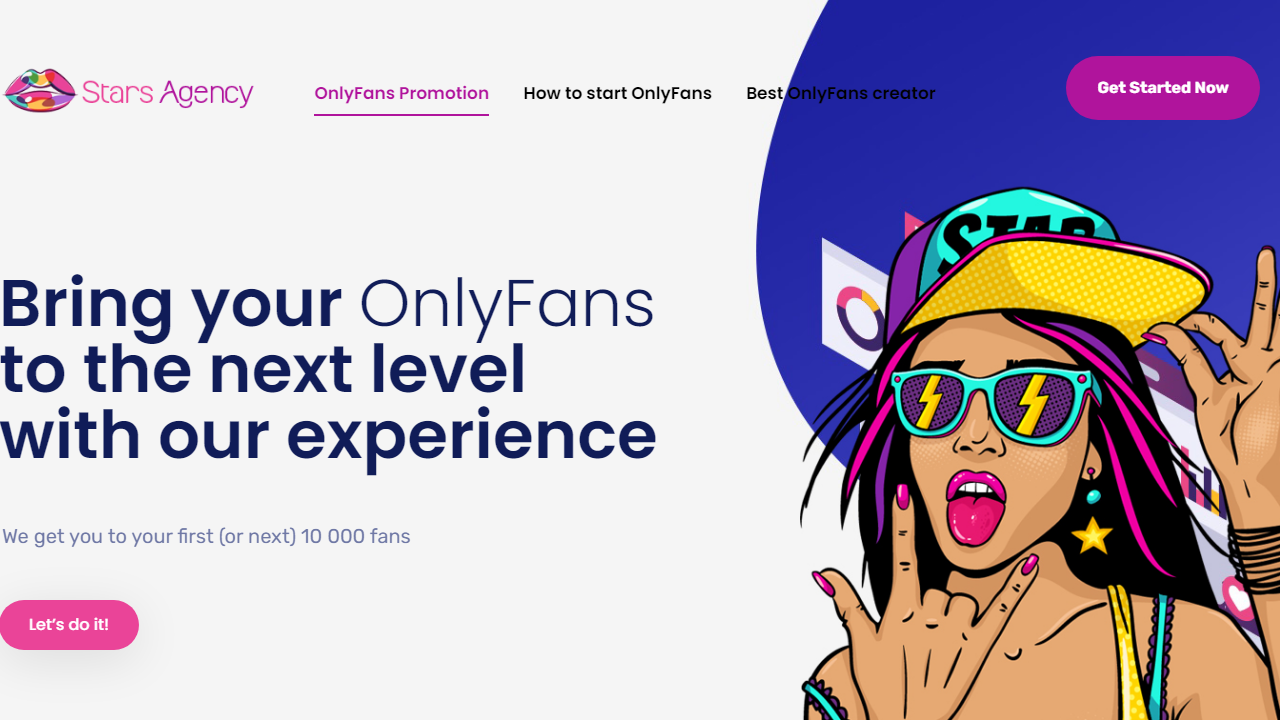 Stars Agency
OnlyFans Promotion
How to start OnlyFans
Best OnlyFans creator
Get Started Now
STAR
Bring your OnlyFans
to the next level
with our experience
We get you to your first (or next) 10 000 fans
Let's do it!